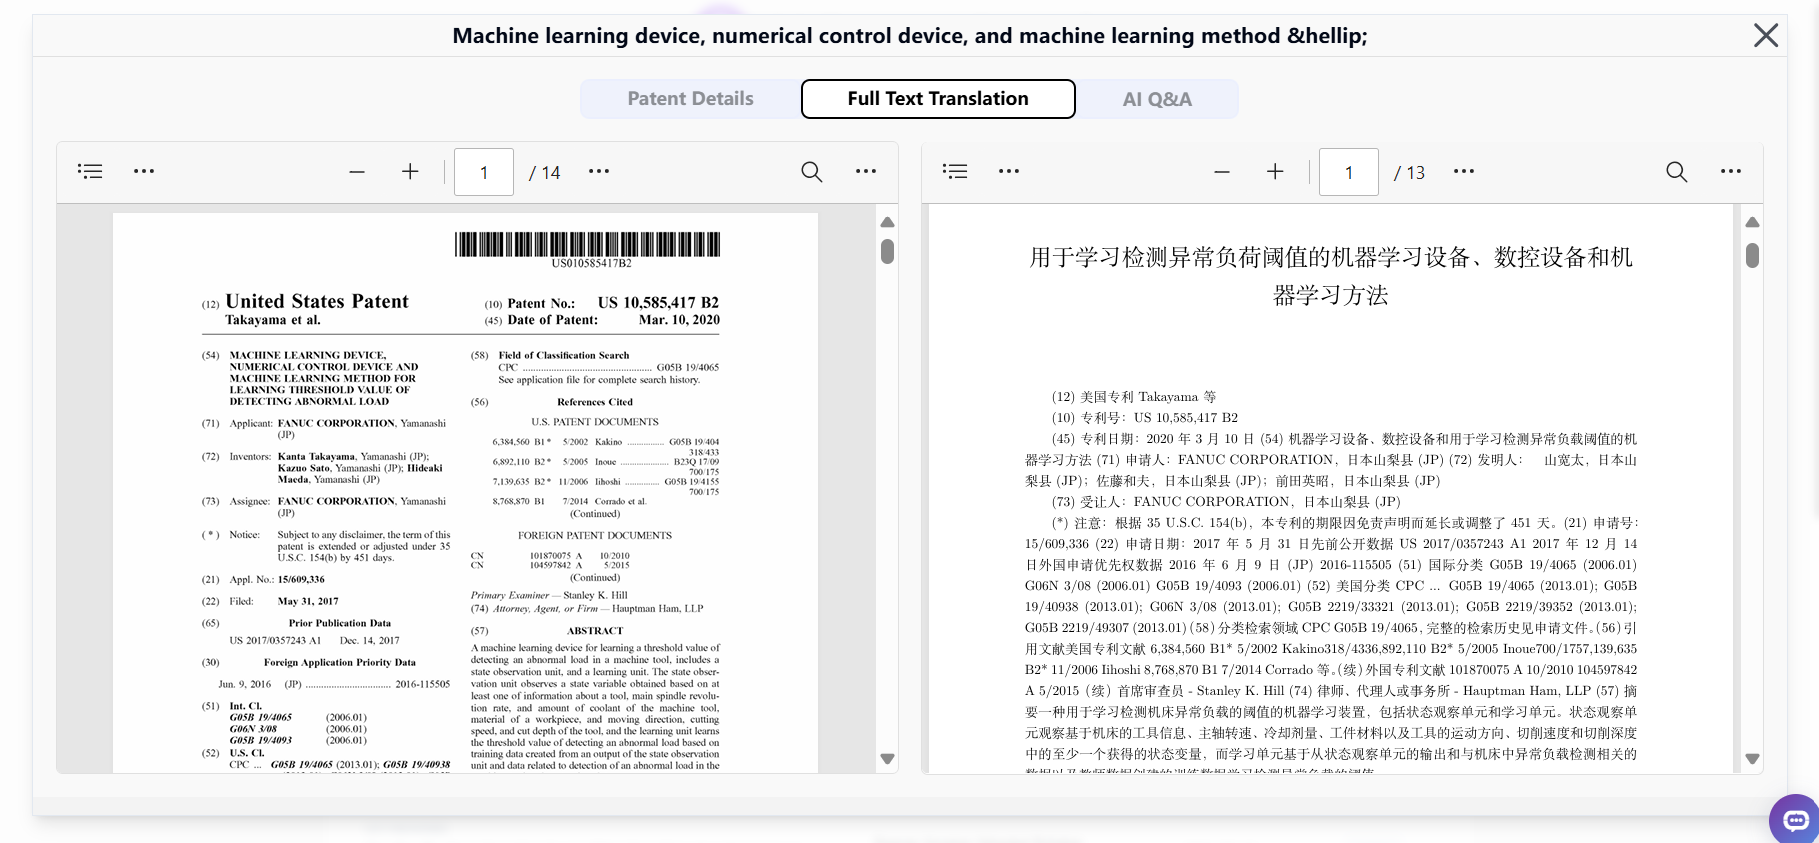 Machine learning device, numerical control device, and machine learning method &hellip;
Patent Details
Full Text Translation
AI Q&A
1 / 14
US010585417B2
(12) United States Patent
Takayama et al.
(10) Patent No.: US 10,585,417 B2
(45) Date of Patent: Mar. 10, 2020
(54) MACHINE LEARNING DEVICE,
NUMERICAL CONTROL DEVICE AND
MACHINE LEARNING METHOD FOR
LEARNING THRESHOLD VALUE OF
DETECTING ABNORMAL LOAD
(71) Applicant: FANUC CORPORATION, Yamanashi
(JP)
(72) Inventors: Kanta Takayama, Yamanashi (JP);
Kazuo Sato, Yamanashi (JP); Hideaki
Maeda, Yamanashi (JP)
(73) Assignee: FANUC CORPORATION, Yamanashi
(JP)
( * ) Notice: Subject to any disclaimer, the term of this
patent is extended or adjusted under 35
U.S.C. 154(b) by 451 days.
(21) Appl. No.: 15/609,336
(22) Filed: May 31, 2017
(65) Prior Publication Data
US 2017/0357243 A1 Dec. 14, 2017
(30) Foreign Application Priority Data
Jun. 9, 2016 (JP) ................................ 2016-115505
(51) Int. Cl.
G05B 19/4065 (2006.01)
G06N 3/08 (2006.01)
G05B 19/4093 (2006.01)
(52) U.S. Cl.
CPC ... G05B 19/4065 (2013.01); G05B 19/40938
(58) Field of Classification Search
CPC ................................................ G05B 19/4065
See application file for complete search history.
(56) References Cited
U.S. PATENT DOCUMENTS
6,384,560 B1 * 5/2002 Kakino .............. G05B 19/404
318/433
6,892,110 B2 * 5/2005 Inoue .................. B23Q 17/09
700/175
7,139,635 B2 * 11/2006 Iihoshi ............. G05B 19/4155
700/175
8,768,870 B1 7/2014 Corrado et al.
(Continued)
FOREIGN PATENT DOCUMENTS
CN 101870075 A 10/2010
CN 104597842 A 5/2015
(Continued)
Primary Examiner — Stanley K. Hill
(74) Attorney, Agent, or Firm — Hauptman Ham, LLP
(57) ABSTRACT
A machine learning device for learning a threshold value of
detecting an abnormal load in a machine tool, includes a
state observation unit, and a learning unit. The state obser-
vation unit observes a state variable obtained based on at
least one of information about a tool, main spindle revolu-
tion rate, and amount of coolant of the machine tool,
material of a workpiece, and moving direction, cutting
speed, and cut depth of the tool, and the learning unit learns
the threshold value of detecting an abnormal load based on
training data created from an output of the state observation
unit and data related to detection of an abnormal load in the
1 / 13
用于学习检测异常负荷阈值的机器学习设备、数控设备和机
器学习方法
(12) 美国专利 Takayama 等
(10) 专利号：US 10,585,417 B2
(45) 专利日期：2020 年 3 月 10 日 (54) 机器学习设备、数控设备和用于学习检测异常负载阈值的机
器学习方法 (71) 申请人：FANUC CORPORATION，日本山梨县 (JP) (72) 发明人： 山宽太，日本山
梨县 (JP)；佐藤和夫，日本山梨县 (JP)；前田英昭，日本山梨县 (JP)
(73) 受让人：FANUC CORPORATION，日本山梨县 (JP)
(*) 注意：根据 35 U.S.C. 154(b)，本专利的期限因免责声明而延长或调整了 451 天。(21) 申请号：
15/609,336 (22) 申请日期：2017 年 5 月 31 日先前公开数据 US 2017/0357243 A1 2017 年 12 月 14
日外国申请优先权数据 2016 年 6 月 9 日 (JP) 2016-115505 (51) 国际分类 G05B 19/4065 (2006.01)
G06N 3/08 (2006.01) G05B 19/4093 (2006.01) (52) 美国分类 CPC ... G05B 19/4065 (2013.01); G05B
19/40938 (2013.01); G06N 3/08 (2013.01); G05B 2219/33321 (2013.01); G05B 2219/39352 (2013.01);
G05B 2219/49307 (2013.01) (58) 分类检索领域 CPC G05B 19/4065，完整的检索历史见申请文件。(56) 引
用文献美国专利文献 6,384,560 B1* 5/2002 Kakino318/4336,892,110 B2* 5/2005 Inoue700/1757,139,635
B2* 11/2006 Iihoshi 8,768,870 B1 7/2014 Corrado 等。(续) 外国专利文献 101870075 A 10/2010 104597842
A 5/2015（续）首席审查员 - Stanley K. Hill (74) 律师、代理人或事务所 - Hauptman Ham, LLP (57) 摘
要一种用于学习检测机床异常负载的阈值的机器学习装置，包括状态观察单元和学习单元。状态观察单
元观察基于机床的工具信息、主轴转速、冷却剂量、工件材料以及工具的运动方向、切削速度和切削深度
中的至少一个获得的状态变量，而学习单元基于从状态观察单元的输出和与机床中异常负载检测相关的
数据以及教师数据创建的训练数据学习检测异常负载的阈值